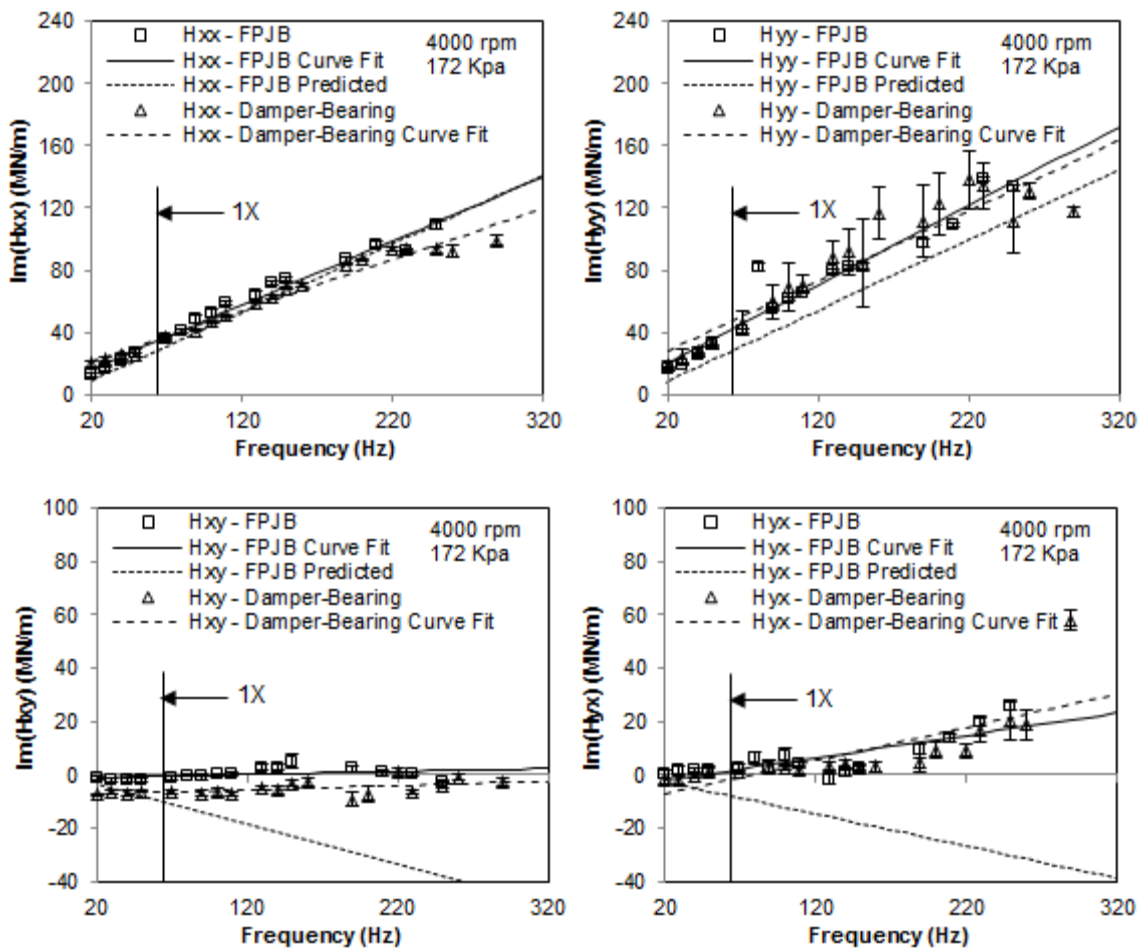 240
200
160
120
80
40
0
Im(Hxx) (MN/m)
Hxx - FPJB
Hxx - FPJB Curve Fit
Hxx - FPJB Predicted
Hxx - Damper-Bearing
Hxx - Damper-Bearing Curve Fit
4000 rpm
172 Kpa
1X
20 120 220 320
Frequency (Hz)
240
200
160
120
80
40
0
Im(Hyy) (MN/m)
Hyy - FPJB
Hyy - FPJB Curve Fit
Hyy - FPJB Predicted
Hyy - Damper-Bearing
Hyy - Damper-Bearing Curve Fit
4000 rpm
172 Kpa
1X
20 120 220 320
Frequency (Hz)
100
80
60
40
20
0
-20
-40
Im(Hxy) (MN/m)
Hxy - FPJB
Hxy - FPJB Curve Fit
Hxy - FPJB Predicted
Hxy - Damper-Bearing
Hxy - Damper-Bearing Curve Fit
4000 rpm
172 Kpa
1X
20 120 220 320
Frequency (Hz)
100
80
60
40
20
0
-20
-40
Im(Hyx) (MN/m)
Hyx - FPJB
Hyx - FPJB Curve Fit
Hyx - FPJB Predicted
Hyx - Damper-Bearing
Hyx - Damper-Bearing Curve Fit
4000 rpm
172 Kpa
1X
20 120 220 320
Frequency (Hz)